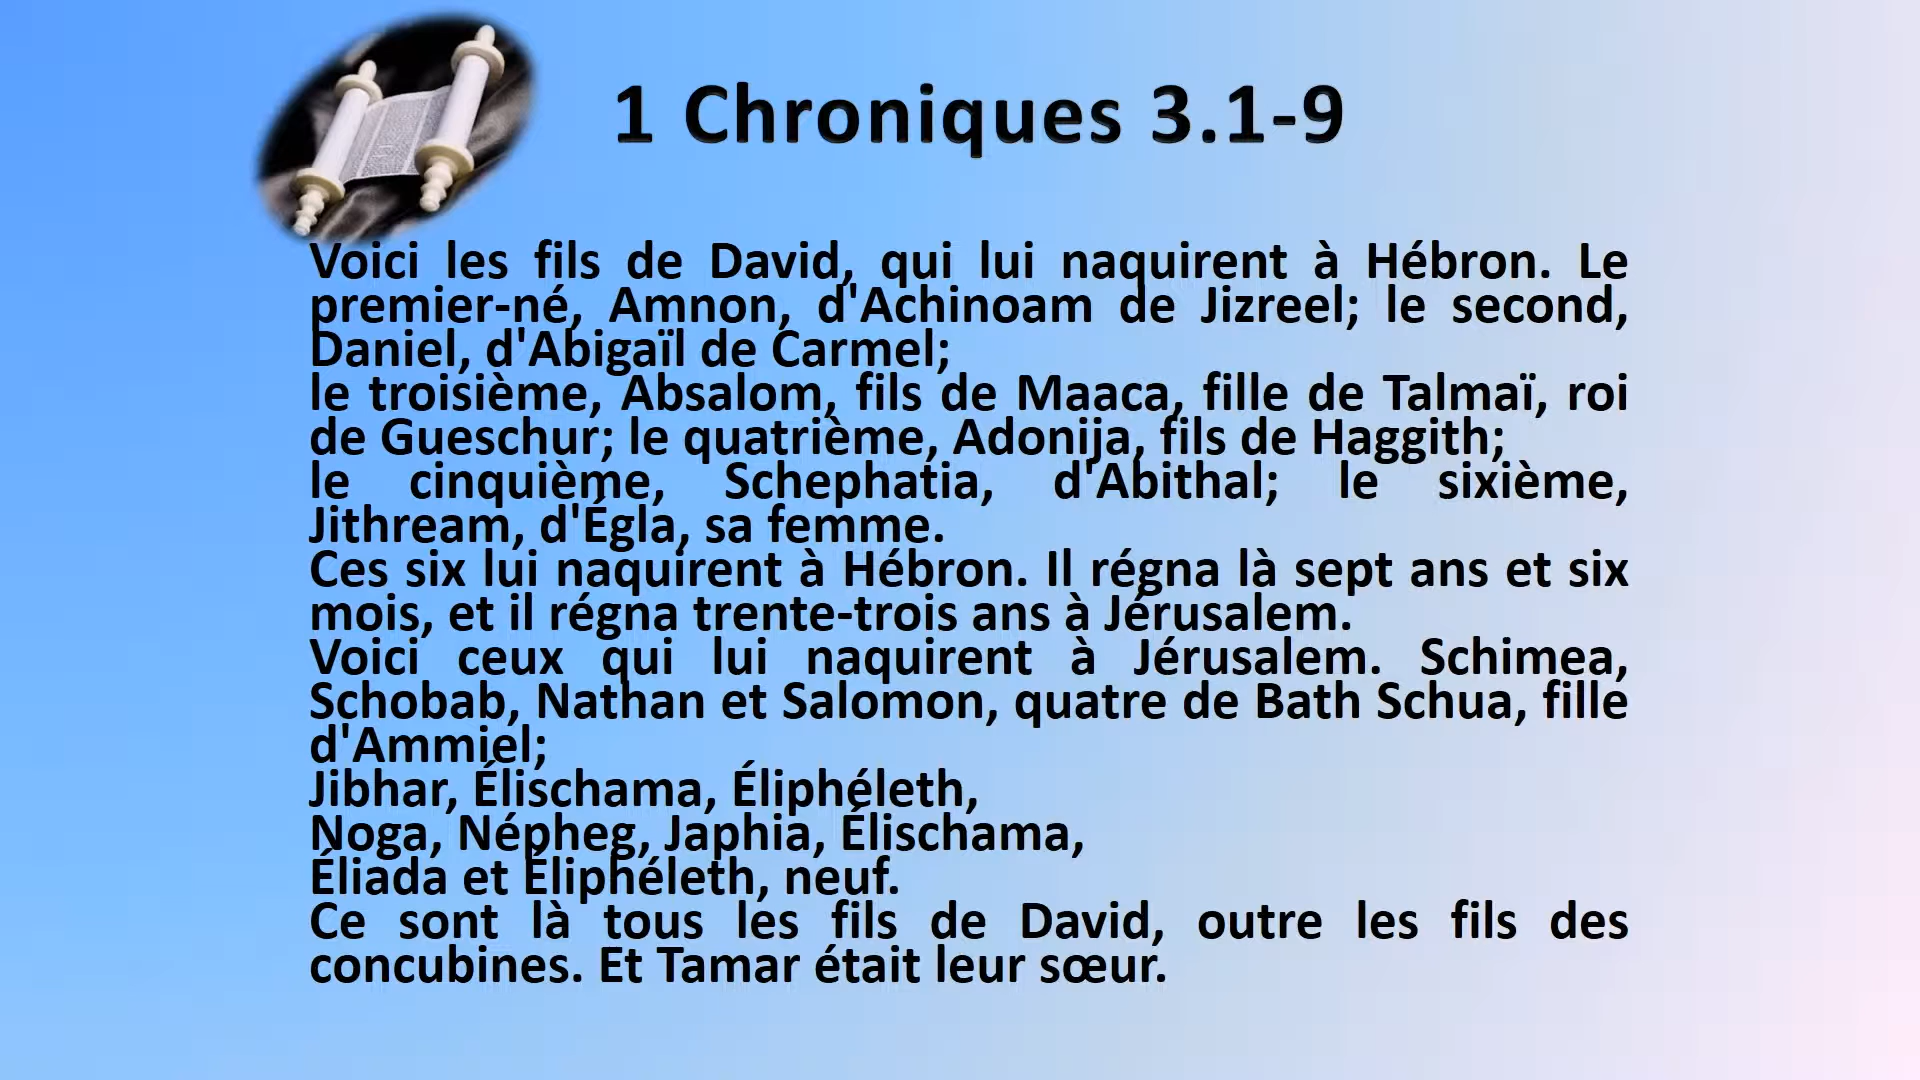 1 Chroniques 3.1-9
Voici les fils de David, qui lui naquirent à Hébron. Le
premier-né, Amnon, d'Achinoam de Jizreel; le second,
Daniel, d'Abigaïl de Carmel;
le troisième, Absalom, fils de Maaca, fille de Talmaï, roi
de Gueschur; le quatrième, Adonija, fils de Haggith;
le cinquième, Schephatia, d'Abithal; le sixième,
Jithream, d'Égla, sa femme.
Ces six lui naquirent à Hébron. Il régna là sept ans et six
mois, et il régna trente-trois ans à Jérusalem.
Voici ceux qui lui naquirent à Jérusalem. Schimea,
Schobab, Nathan et Salomon, quatre de Bath Schua, fille
d'Ammiel;
Jibhar, Élischama, Éliphéleth,
Noga, Népheg, Japhia, Élischama,
Éliada et Éliphéleth, neuf.
Ce sont là tous les fils de David, outre les fils des
concubines. Et Tamar était leur sœur.